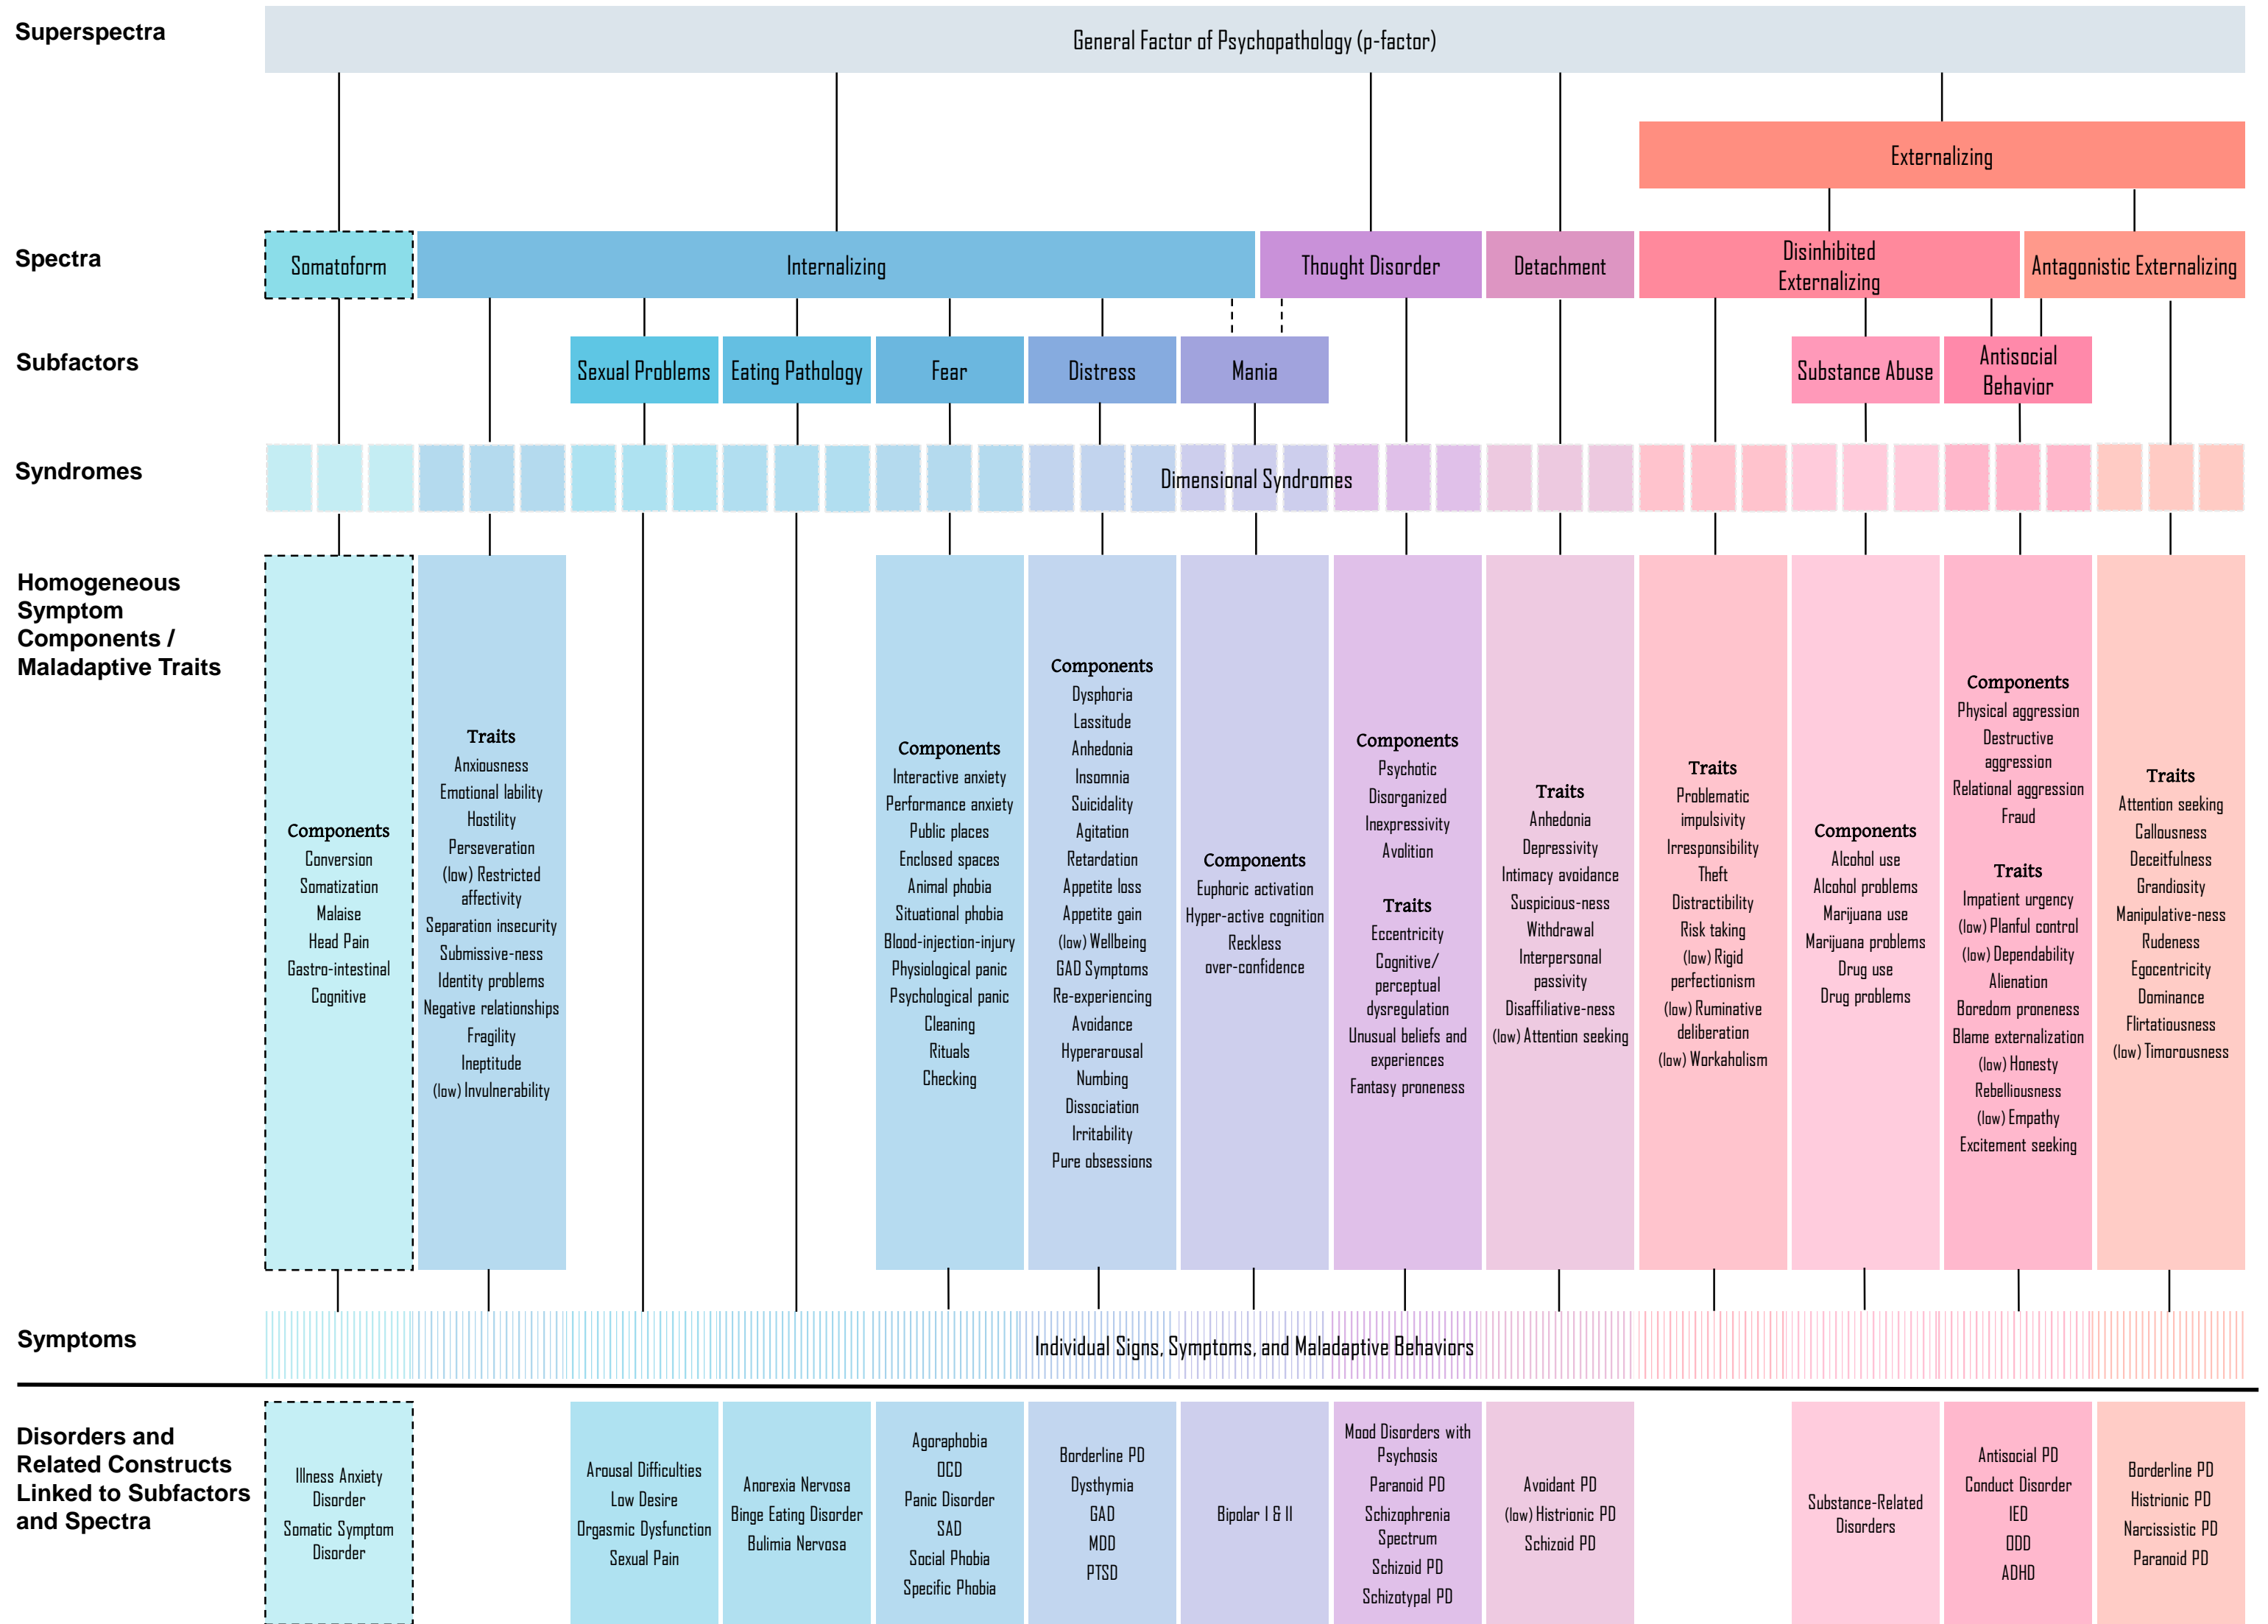 Superspectra
General Factor of Psychopathology (p-factor)
Externalizing
Spectra
Somatoform
Internalizing
Thought Disorder
Detachment
Disinhibited
Externalizing
Antagonistic Externalizing
Subfactors
Sexual Problems
Eating Pathology
Fear
Distress
Mania
Substance Abuse
Antisocial
Behavior
Syndromes
Dimensional Syndromes
Homogeneous
Symptom
Components /
Maladaptive Traits
Components
Conversion
Somatization
Malaise
Head Pain
Gastro-intestinal
Cognitive
Traits
Anxiousness
Emotional lability
Hostility
Perseveration
(low) Restricted
affectivity
Separation insecurity
Submissive-ness
Identity problems
Negative relationships
Fragility
Ineptitude
(low) Invulnerability
Components
Interactive anxiety
Performance anxiety
Public places
Enclosed spaces
Animal phobia
Situational phobia
Blood-injection-injury
Physiological panic
Psychological panic
Cleaning
Rituals
Checking
Components
Dysphoria
Lassitude
Anhedonia
Insomnia
Suicidality
Agitation
Retardation
Appetite loss
Appetite gain
(low) Wellbeing
GAD Symptoms
Re-experiencing
Avoidance
Hyperarousal
Numbing
Dissociation
Irritability
Pure obsessions
Components
Euphoric activation
Hyper-active cognition
Reckless
over-confidence
Components
Psychotic
Disorganized
Inexpressivity
Avolition
Traits
Eccentricity
Cognitive/
perceptual
dysregulation
Unusual beliefs and
experiences
Fantasy proneness
Traits
Anhedonia
Depressivity
Intimacy avoidance
Suspicious-ness
Withdrawal
Interpersonal
passivity
Disaffiliative-ness
(low) Attention seeking
Traits
Problematic
impulsivity
Irresponsibility
Theft
Distractibility
Risk taking
(low) Rigid
perfectionism
(low) Ruminative
deliberation
(low) Workaholism
Components
Alcohol use
Alcohol problems
Marijuana use
Marijuana problems
Drug use
Drug problems
Components
Physical aggression
Destructive
aggression
Relational aggression
Fraud
Traits
Impatient urgency
(low) Planful control
(low) Dependability
Alienation
Boredom proneness
Blame externalization
(low) Honesty
Rebelliousness
(low) Empathy
Excitement seeking
Traits
Attention seeking
Callousness
Deceitfulness
Grandiosity
Manipulative-ness
Rudeness
Egocentricity
Dominance
Flirtatiousness
(low) Timorousness
Symptoms
Individual Signs, Symptoms, and Maladaptive Behaviors
Disorders and
Related Constructs
Linked to Subfactors
and Spectra
Illness Anxiety
Disorder
Somatic Symptom
Disorder
Arousal Difficulties
Low Desire
Orgasmic Dysfunction
Sexual Pain
Anorexia Nervosa
Binge Eating Disorder
Bulimia Nervosa
Agoraphobia
OCD
Panic Disorder
SAD
Social Phobia
Specific Phobia
Borderline PD
Dysthymia
GAD
MDD
PTSD
Bipolar I & II
Mood Disorders with
Psychosis
Paranoid PD
Schizophrenia
Spectrum
Schizoid PD
Schizotypal PD
Avoidant PD
(low) Histrionic PD
Schizoid PD
Substance-Related
Disorders
Antisocial PD
Conduct Disorder
IED
ODD
ADHD
Borderline PD
Histrionic PD
Narcissistic PD
Paranoid PD